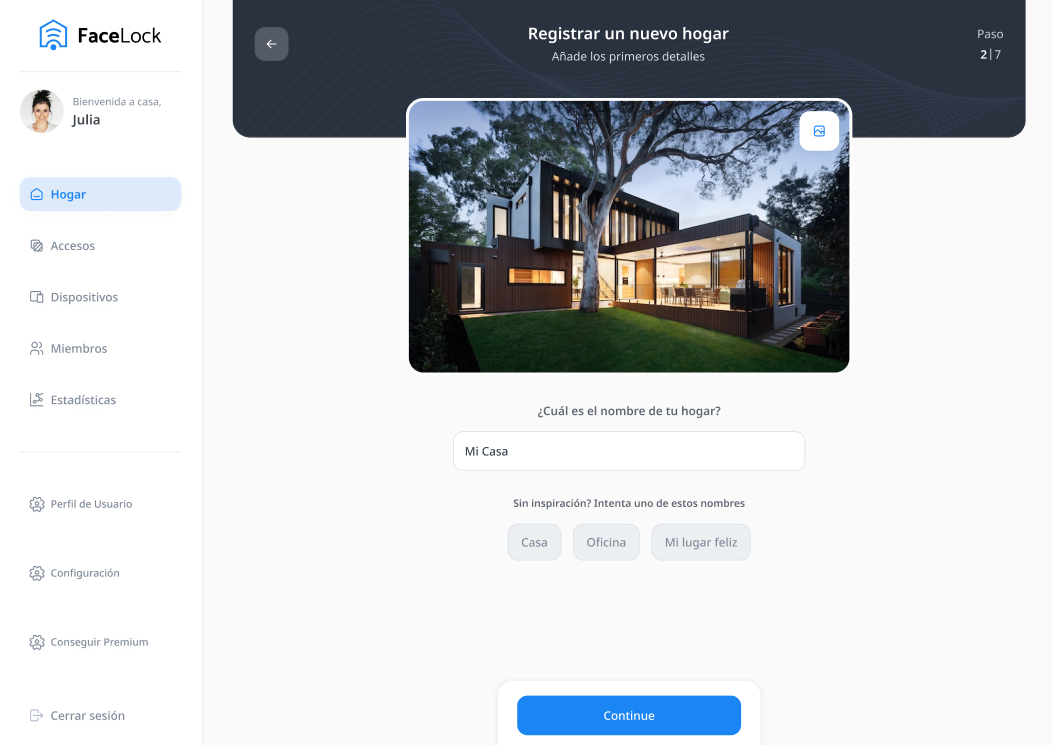 FaceLock
Bienvenida a casa,
Julia
Hogar
Accesos
Dispositivos
Miembros
Estadísticas
Perfil de Usuario
Configuración
Conseguir Premium
Cerrar sesión
Registrar un nuevo hogar
Añade los primeros detalles
Paso
2|7
¿Cuál es el nombre de tu hogar?
Mi Casa
Sin inspiración? Intenta uno de estos nombres
Casa
Oficina
Mi lugar feliz
Continue